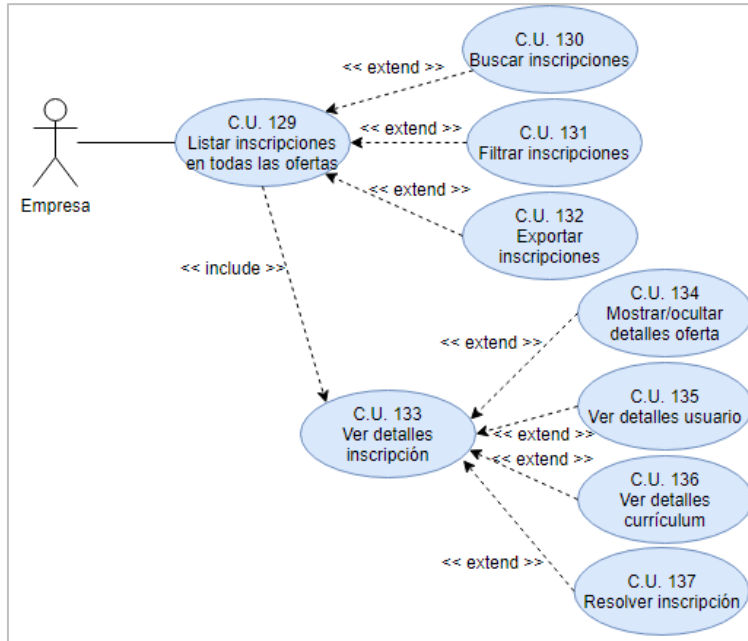 C.U. 130
Buscar inscripciones
<< extend >>
C.U. 129
Listar inscripciones
en todas las ofertas
<< extend >>
C.U. 131
Filtrar inscripciones
Empresa
<< extend >>
C.U. 132
Exportar
inscripciones
<< include >>
C.U. 134
Mostrar/ocultar
detalles oferta
<< extend >>
C.U. 133
Ver detalles
inscripción
C.U. 135
Ver detalles usuario
<< extend >>
<< extend >>
C.U. 136
Ver detalles
currículum
<< extend >>
C.U. 137
Resolver inscripción